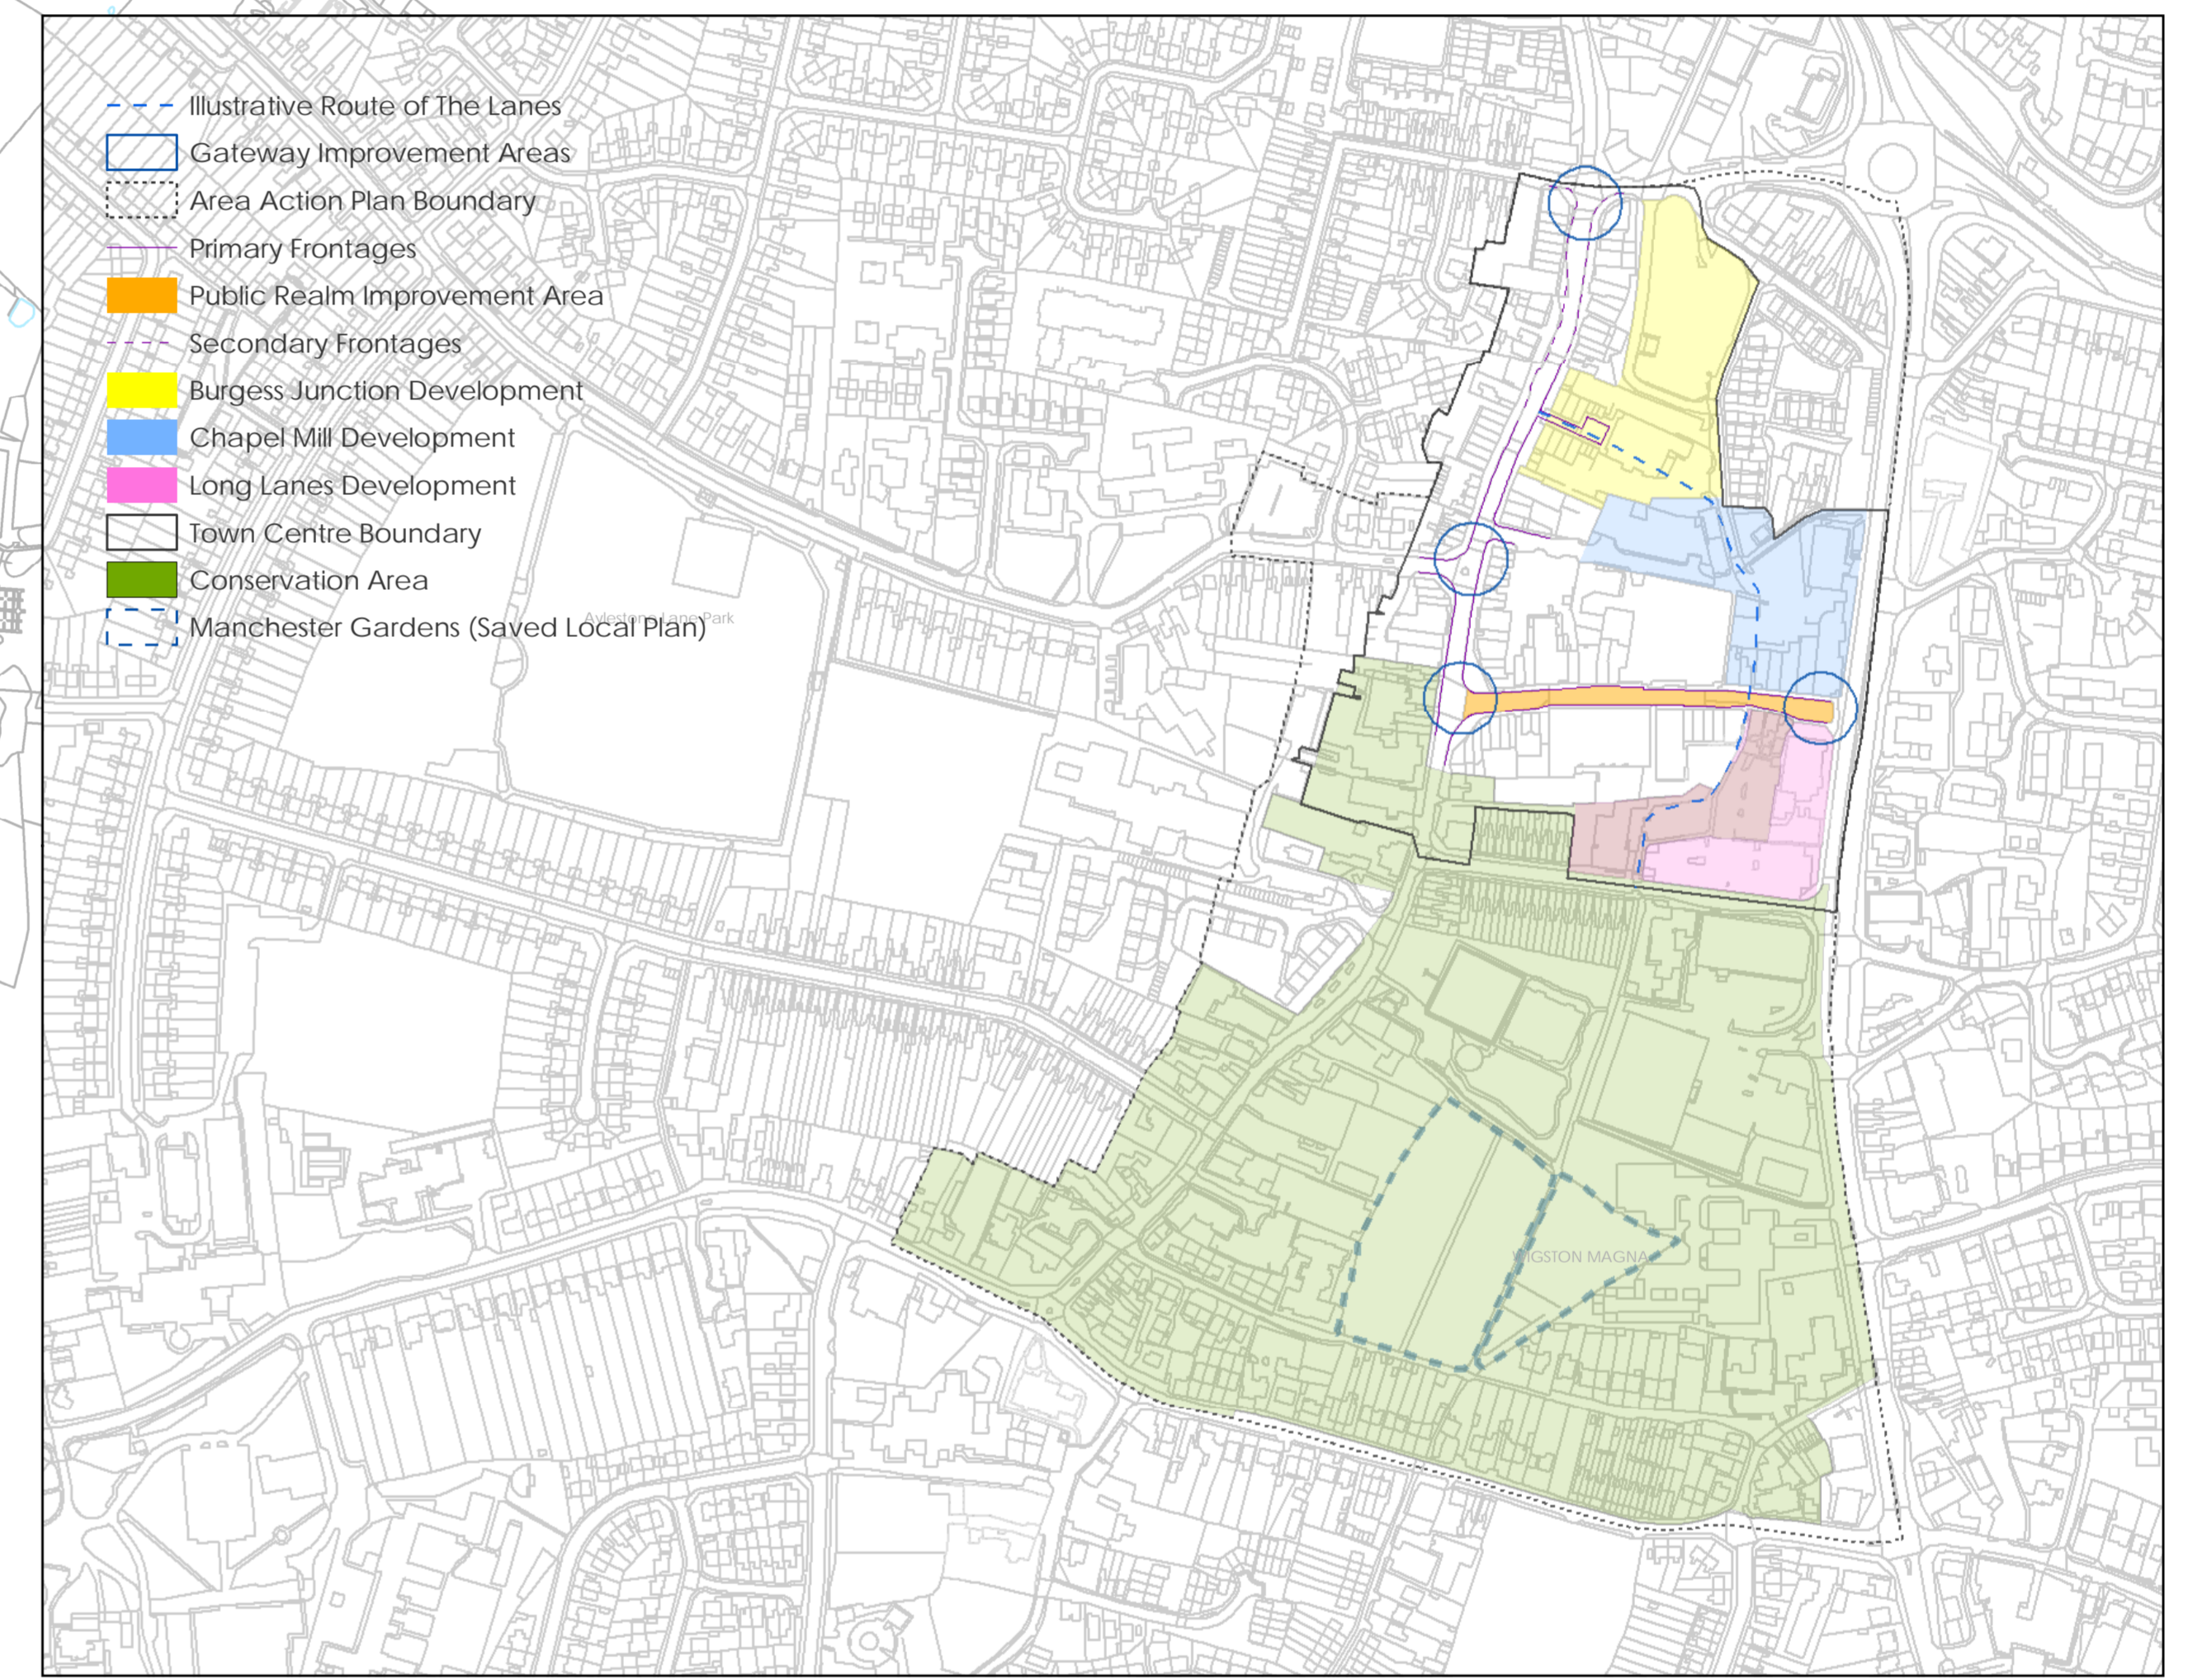 Illustrative Route of The Lanes
Gateway Improvement Areas
Area Action Plan Boundary
Primary Frontages
Public Realm Improvement Area
Secondary Frontages
Burgess Junction Development
Chapel Mill Development
Long Lanes Development
Town Centre Boundary
Conservation Area
Manchester Gardens (Saved Local Plan)
Aylestone Lane Park
WIGSTON MAGNA